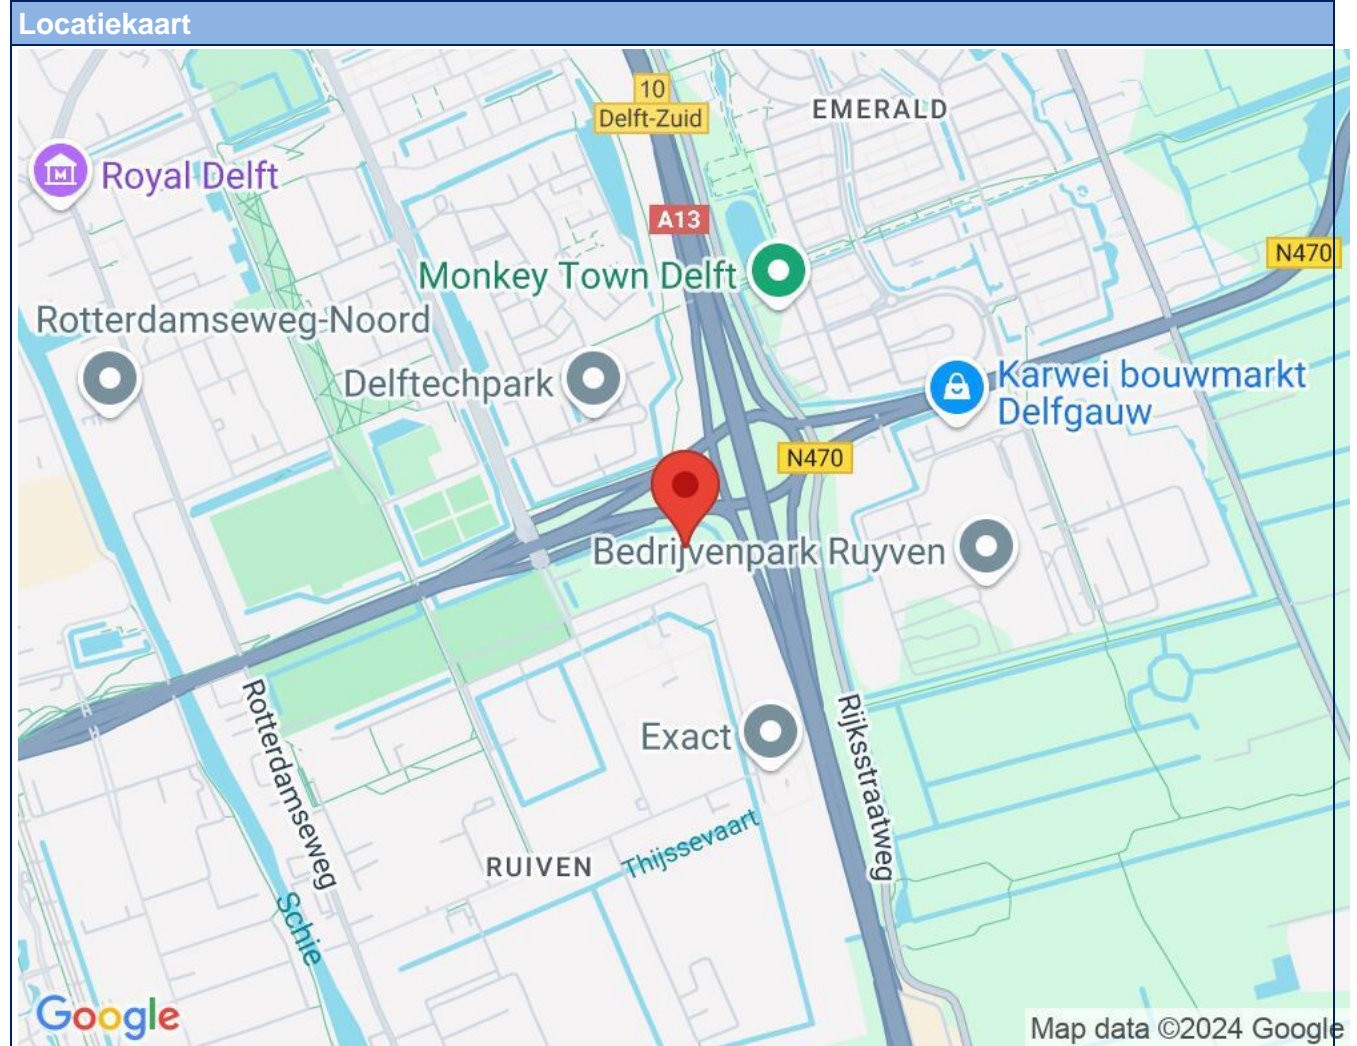 Locatiekaart
10
Delft-Zuid
EMERALD
Royal Delft
A13
N470
Monkey Town Delft
Rotterdamseweg-Noord
Delftechpark
Karwei bouwmarkt
Delfgauw
N470
Bedrijvenpark Ruyven
Rotterdamseweg
Exact
Rijksstraatweg
Thijssevaart
RUIVEN
Schie
Google
Map data ©2024 Google